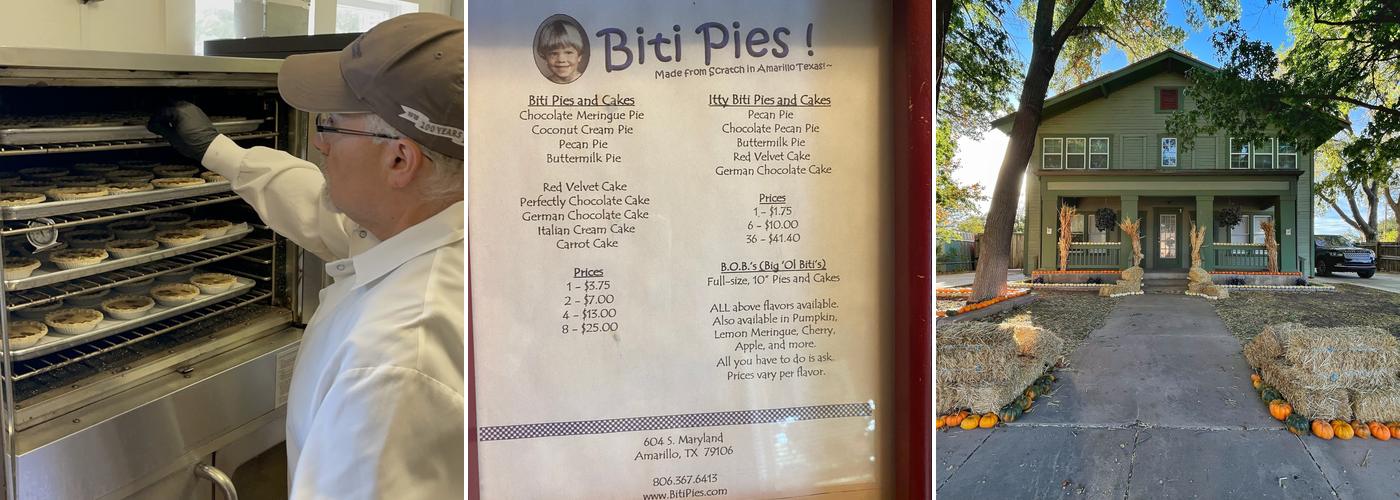 100 YEARS
Biti Pies !
Made from Scratch in Amarillo Texas!~
Biti Pies and Cakes
Chocolate Meringue Pie
Coconut Cream Pie
Pecan Pie
Buttermilk Pie
Red Velvet Cake
Perfectly Chocolate Cake
German Chocolate Cake
Italian Cream Cake
Carrot Cake
Prices
1 - $3.75
2 - $7.00
4 - $13.00
8 - $25.00
Itty Biti Pies and Cakes
Pecan Pie
Chocolate Pecan Pie
Buttermilk Pie
Red Velvet Cake
German Chocolate Cake
Prices
1 - $1.75
6 - $10.00
36 - $41.40
B.O.B.'s (Big 'Ol Biti's)
Full-size, 10" Pies and Cakes
ALL above flavors available.
Also available in Pumpkin,
Lemon Meringue, Cherry,
Apple, and more.
All you have to do is ask.
Prices vary per flavor.
604 S. Maryland
Amarillo, TX 79106
806.367.6413
www.BitiPies.com